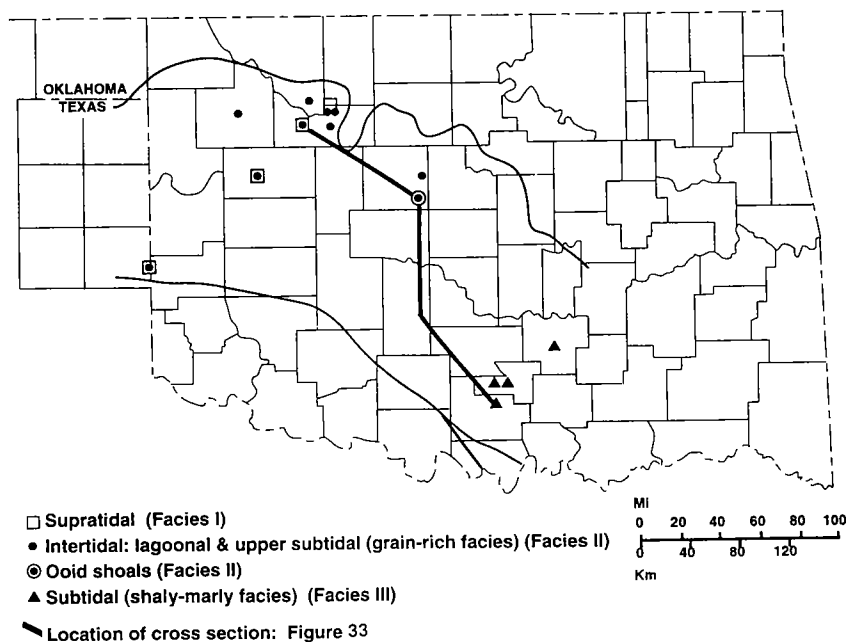 OKLAHOMA
TEXAS
Supratidal (Facies I)
Intertidal: lagoonal & upper subtidal (grain-rich facies) (Facies II)
Ooid shoals (Facies II)
Subtidal (shaly-marly facies) (Facies III)
Location of cross section: Figure 33
Mi
0 20 40 60 80 100
0 40 80 120
Km